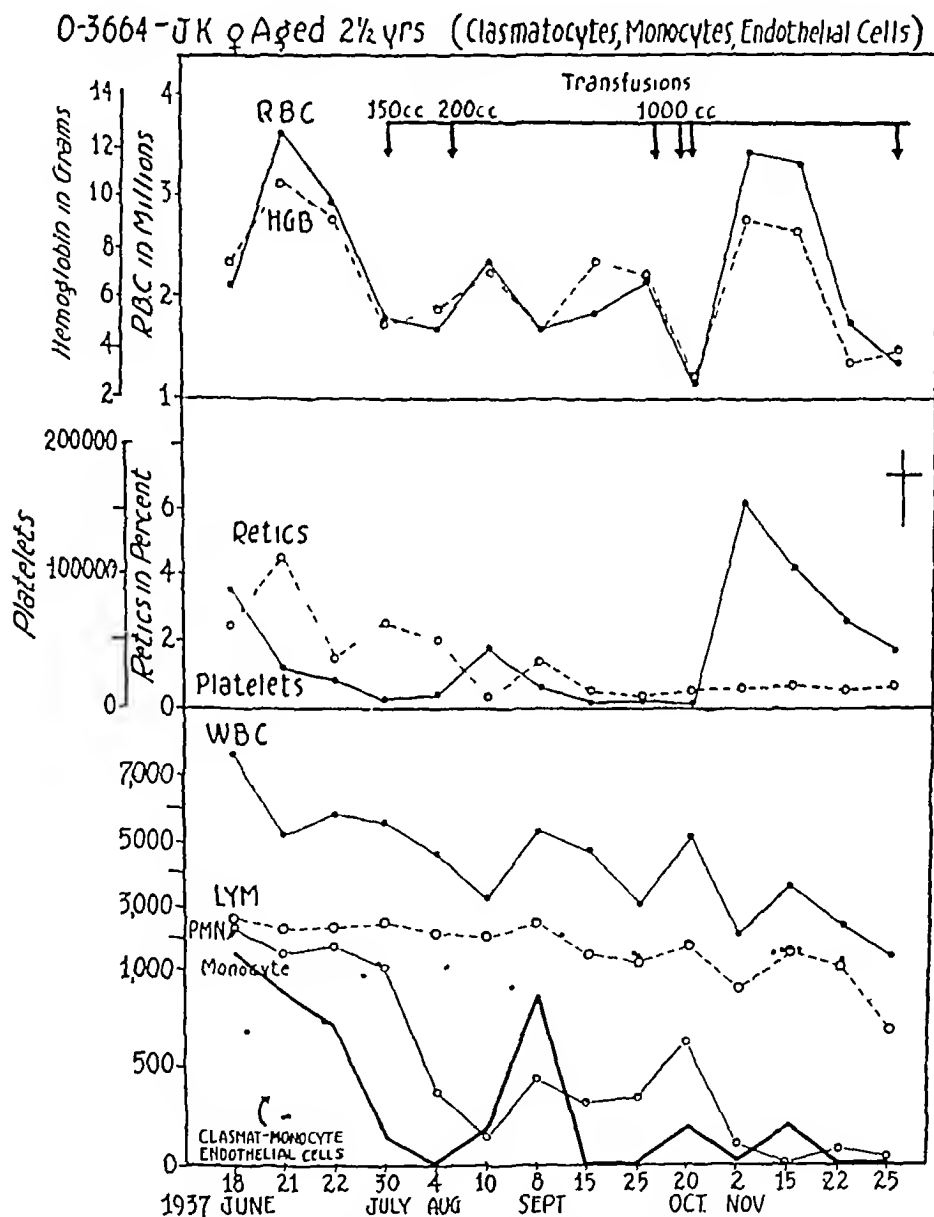 O-3664-JK ♀ Aged 2½ yrs (Clasmatocytes, Monocytes, Endothelial Cells)
Transfusions
150cc 200cc 1000 cc
Hemoglobin in Grams
14
12
10
8
6
4
2
R.B.C. in Millions
4
3
2
1
RBC
HGB
Platelets
200000
100000
0
Retics in Percent
6
4
2
0
Retics
Platelets
WBC
7,000
5000
3,000
1,000
500
0
LYM
PMN
Monocyte
CLASMAT-MONOCYTE
ENDOTHELIAL CELLS
18 21 22 30 4 10 8 15 25 20 2 15 22 25
1937 JUNE JULY AUG SEPT OCT. NOV